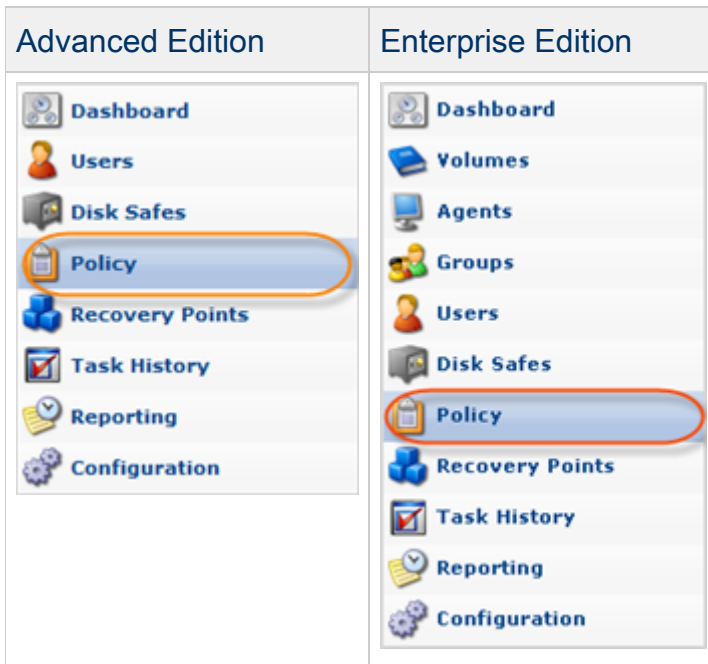 Advanced Edition
Dashboard
Users
Disk Safes
Policy
Recovery Points
Task History
Reporting
Configuration
Enterprise Edition
Dashboard
Volumes
Agents
Groups
Users
Disk Safes
Policy
Recovery Points
Task History
Reporting
Configuration